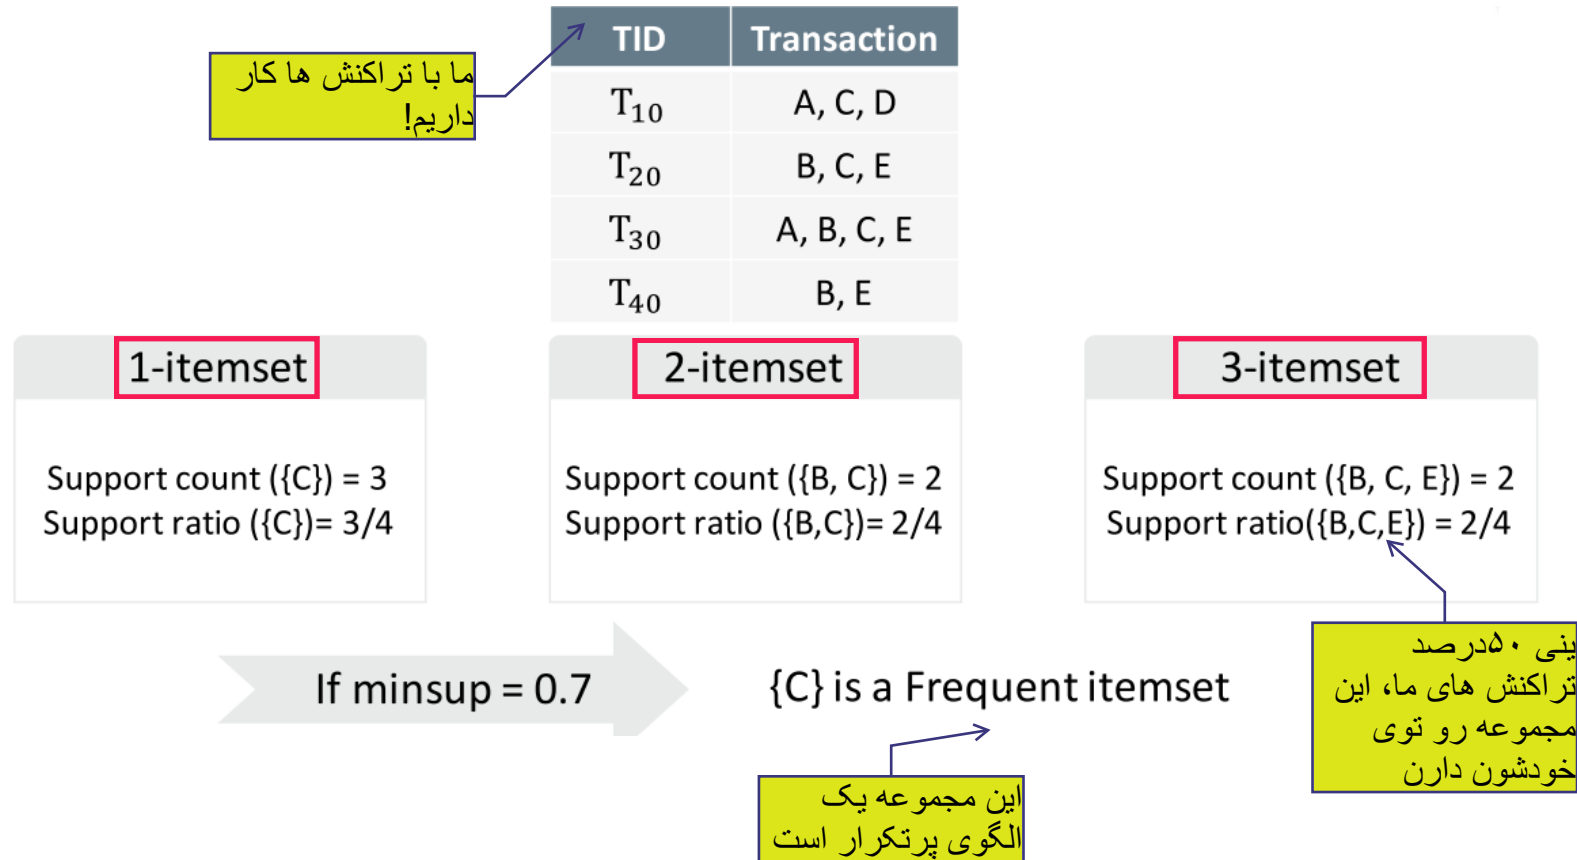 TID Transaction
ما با تراکنش ها کار
داریم!
T₁₀ A, C, D
T₂₀ B, C, E
T₃₀ A, B, C, E
T₄₀ B, E
1-itemset
Support count ({C}) = 3
Support ratio ({C})= 3/4
2-itemset
Support count ({B, C}) = 2
Support ratio ({B,C})= 2/4
3-itemset
Support count ({B, C, E}) = 2
Support ratio({B,C,E}) = 2/4
ینی ۵۰درصد
تراکنش های ما، این
مجموعه رو توی
خودشون دارن
If minsup = 0.7
{C} is a Frequent itemset
این مجموعه یک
الگوی پرتکرار است